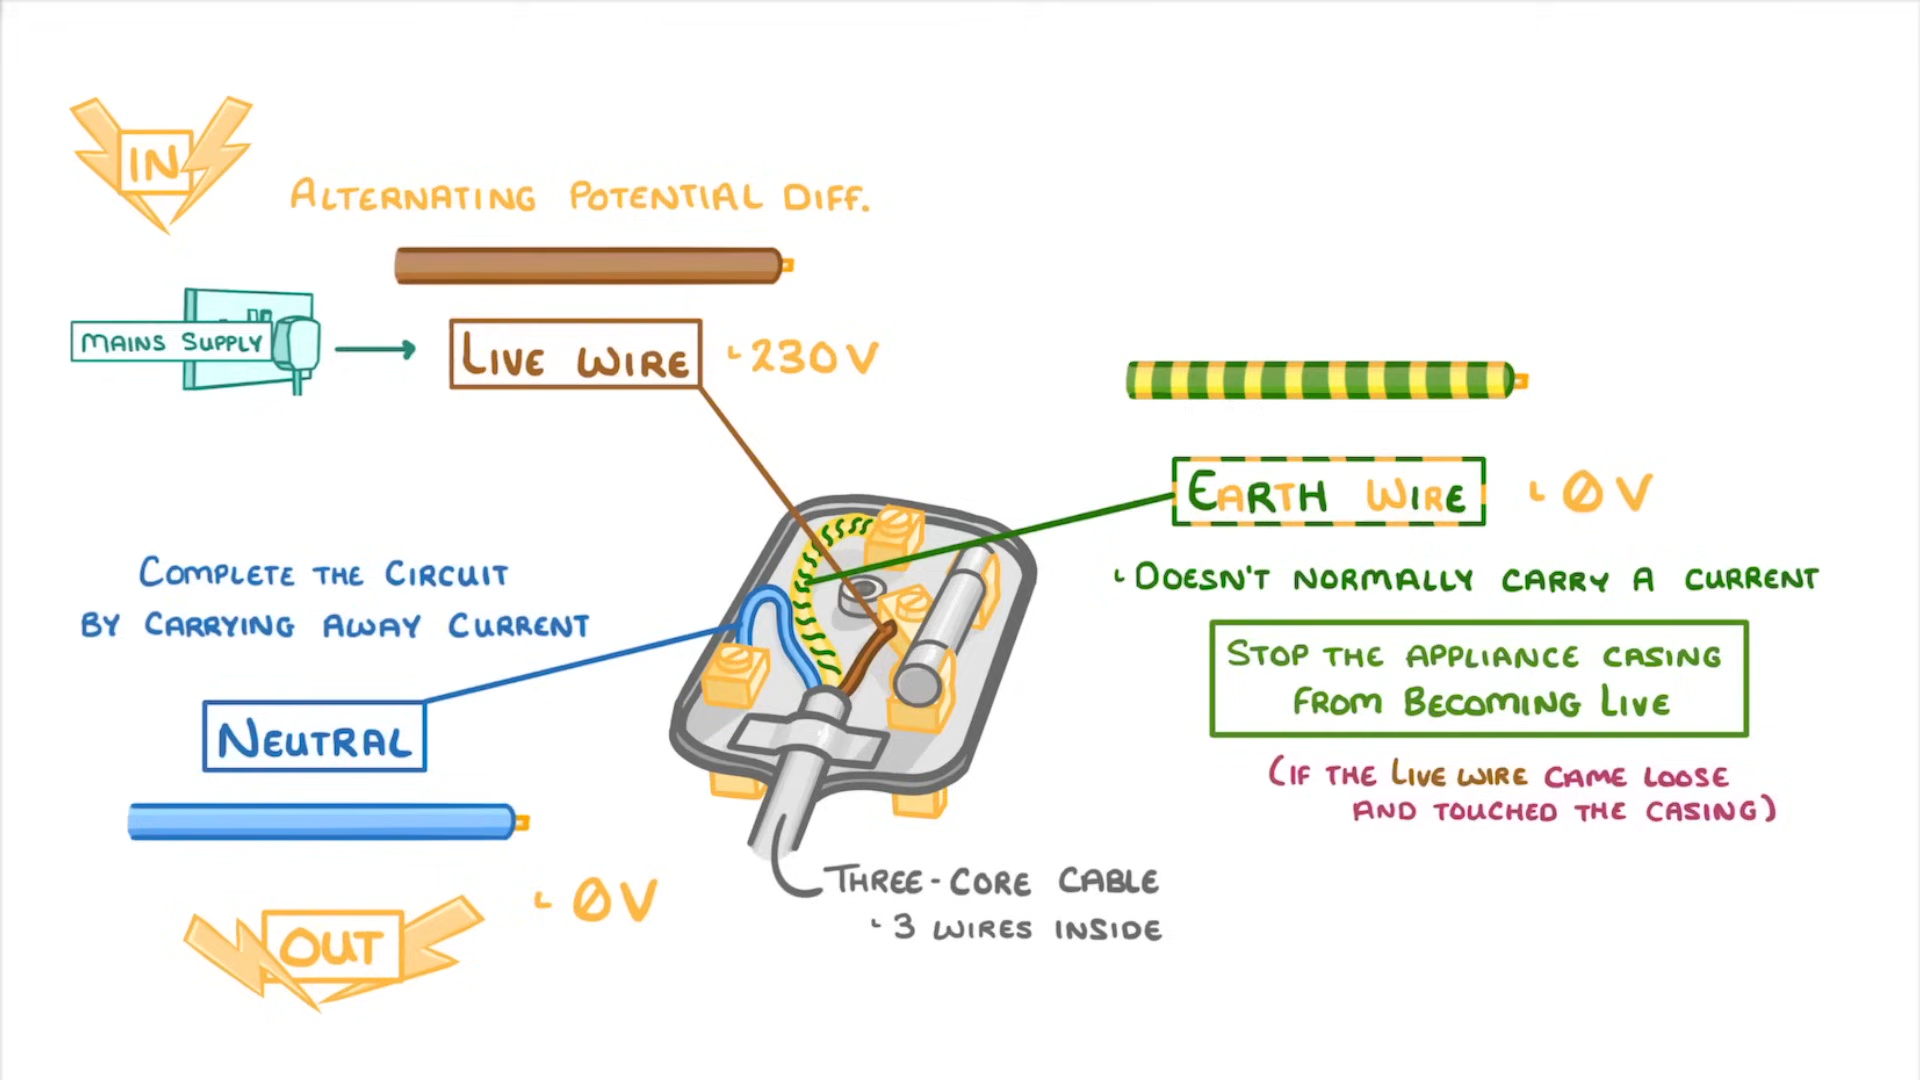 IN
ALTERNATING POTENTIAL DIFF.
MAINS SUPPLY
LIVE WIRE
230V
EARTH WIRE
0V
DOESN'T NORMALLY CARRY A CURRENT
STOP THE APPLIANCE CASING
FROM BECOMING LIVE
(IF THE LIVE WIRE CAME LOOSE
AND TOUCHED THE CASING)
COMPLETE THE CIRCUIT
BY CARRYING AWAY CURRENT
NEUTRAL
0V
OUT
THREE-CORE CABLE
3 WIRES INSIDE